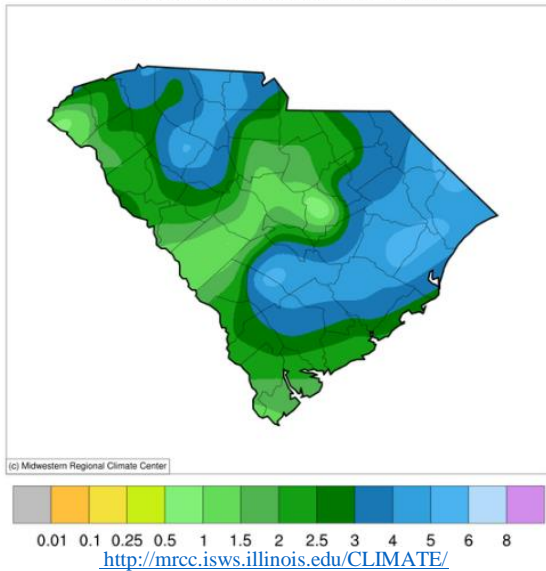 (c) Midwestern Regional Climate Center
0.01 0.1 0.25 0.5 1 1.5 2 2.5 3 4 5 6 8
http://mrcc.isws.illinois.edu/CLIMATE/